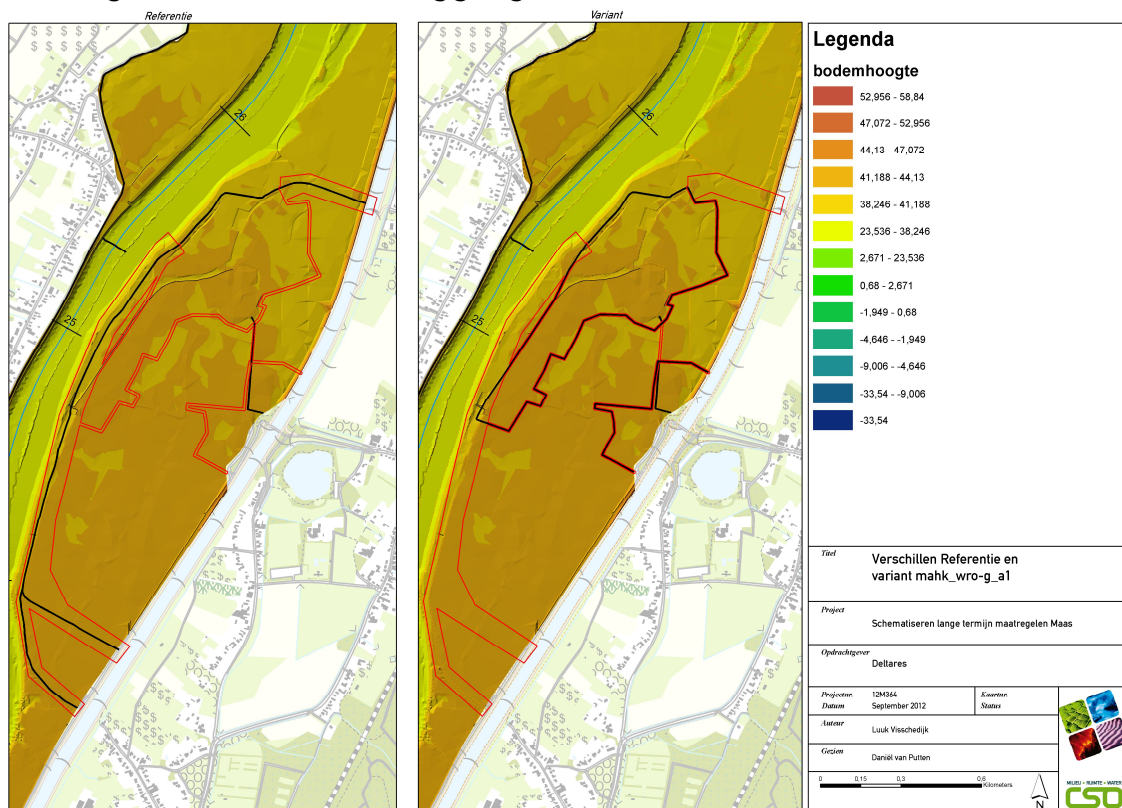 Referentie
Variant
26
25
26
25
Legenda
bodemhoogte
52,956 - 58,84
47,072 - 52,956
44,13 47,072
41,188 - 44,13
38,246 - 41,188
23,536 - 38,246
2,671 - 23,536
0,68 - 2,671
-1,949 - 0,68
-4,646 - -1,949
-9,006 - -4,646
-33,54 - -9,006
-33,54
Titel
Verschillen Referentie en
variant mahk_wro-g_a1
Project
Schematiseren lange termijn maatregelen Maas
Opdrachtgever
Deltares
Projectnr. 12M364
Kaartnr.
Datum September 2012
Status
Auteur
Luuk Visschedijk
Gezien
Daniël van Putten
0 0,15 0,3 0,6
Kilometers
N
MILIEU • RUIMTE • WATER
CSO